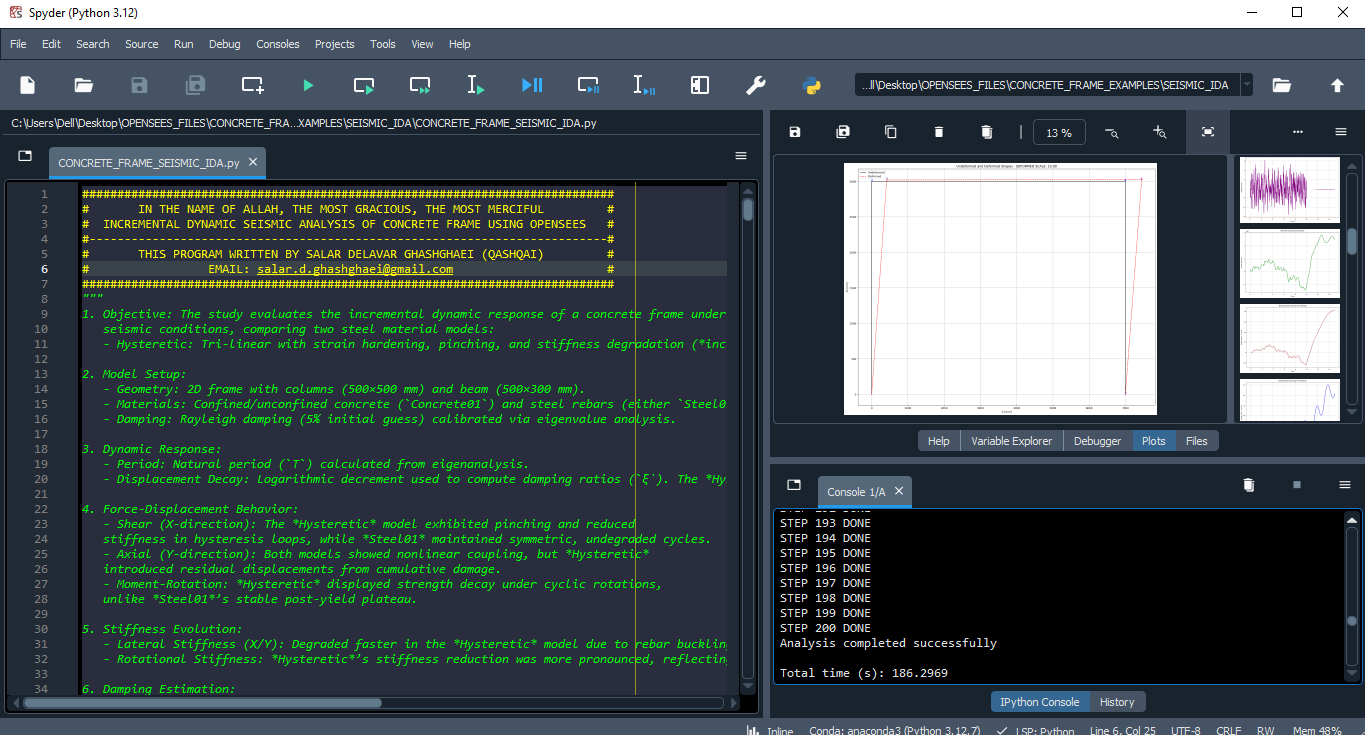 Spyder (Python 3.12)
File Edit Search Source Run Debug Consoles Projects Tools View Help
...ll\Desktop\OPENSEES_FILES\CONCRETE_FRAME_EXAMPLES\SEISMIC_IDA
C:\Users\Dell\Desktop\OPENSEES_FILES\CONCRETE_FRA...XAMPLES\SEISMIC_IDA\CONCRETE_FRAME_SEISMIC_IDA.py
CONCRETE_FRAME_SEISMIC_IDA.py
1 ############################################################################
2 # IN THE NAME OF ALLAH, THE MOST GRACIOUS, THE MOST MERCIFUL #
3 # INCREMENTAL DYNAMIC SEISMIC ANALYSIS OF CONCRETE FRAME USING OPENSEES #
4 #--------------------------------------------------------------------------#
5 # THIS PROGRAM WRITTEN BY SALAR DELAVAR GHASHGHAEI (QASHQAI) #
6 # EMAIL: salar.d.ghashghaei@gmail.com #
7 ############################################################################
8 """
9 1. Objective: The study evaluates the incremental dynamic response of a concrete frame under
10 seismic conditions, comparing two steel material models:
11 - Hysteretic: Tri-linear with strain hardening, pinching, and stiffness degradation (*inc
12
13 2. Model Setup:
14 - Geometry: 2D frame with columns (500×500 mm) and beam (500×300 mm).
15 - Materials: Confined/unconfined concrete (`Concrete01`) and steel rebars (either `Steel0
16 - Damping: Rayleigh damping (5% initial guess) calibrated via eigenvalue analysis.
17
18 3. Dynamic Response:
19 - Period: Natural period (`T`) calculated from eigenanalysis.
20 - Displacement Decay: Logarithmic decrement used to compute damping ratios (`ξ`). The *Hy
21
22 4. Force-Displacement Behavior:
23 - Shear (X-direction): The *Hysteretic* model exhibited pinching and reduced
24 stiffness in hysteresis loops, while *Steel01* maintained symmetric, undegraded cycles.
25 - Axial (Y-direction): Both models showed nonlinear coupling, but *Hysteretic*
26 introduced residual displacements from cumulative damage.
27 - Moment-Rotation: *Hysteretic* displayed strength decay under cyclic rotations,
28 unlike *Steel01*’s stable post-yield plateau.
29
30 5. Stiffness Evolution:
31 - Lateral Stiffness (X/Y): Degraded faster in the *Hysteretic* model due to rebar bucklin
32 - Rotational Stiffness: *Hysteretic*’s stiffness reduction was more pronounced, reflectin
33
34 6. Damping Estimation:
13 %
Undeformed and Deformed Shapes - DEFORMED SCALE: 10.00
Undeformed
Deformed
Help Variable Explorer Debugger Plots Files
Console 1/A
STEP 193 DONE
STEP 194 DONE
STEP 195 DONE
STEP 196 DONE
STEP 197 DONE
STEP 198 DONE
STEP 199 DONE
STEP 200 DONE
Analysis completed successfully
Total time (s): 186.2969
IPython Console History
Inline Conda: anaconda3 (Python 3.12.7) LSP: Python Line 6, Col 25 UTF-8 CRLF RW Mem 48%